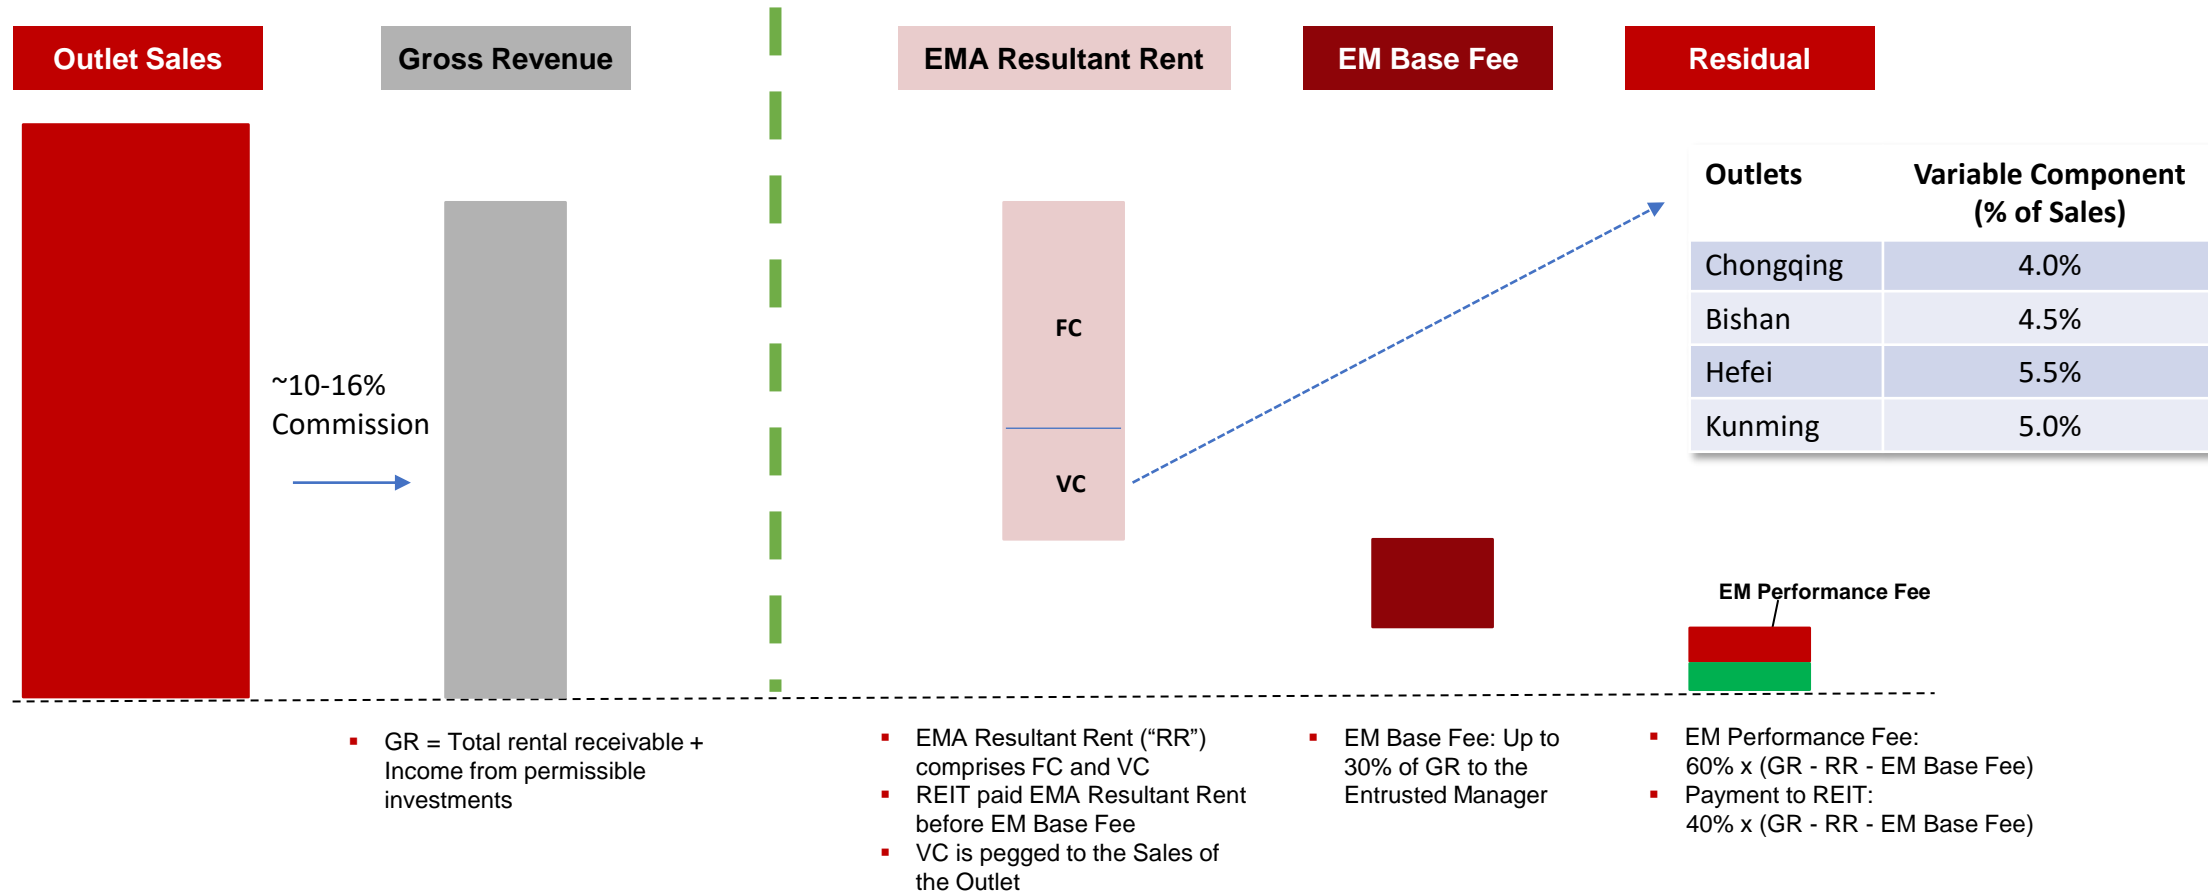 Outlet Sales
Gross Revenue
EMA Resultant Rent
EM Base Fee
Residual
~10-16%
Commission
FC
VC
Outlets Variable Component
(% of Sales)
Chongqing 4.0%
Bishan 4.5%
Hefei 5.5%
Kunming 5.0%
EM Performance Fee
▪ GR = Total rental receivable +
Income from permissible
investments
▪ EMA Resultant Rent (“RR”)
comprises FC and VC
▪ REIT paid EMA Resultant Rent
before EM Base Fee
▪ VC is pegged to the Sales of
the Outlet
▪ EM Base Fee: Up to
30% of GR to the
Entrusted Manager
▪ EM Performance Fee:
60% x (GR - RR - EM Base Fee)
▪ Payment to REIT:
40% x (GR - RR - EM Base Fee)